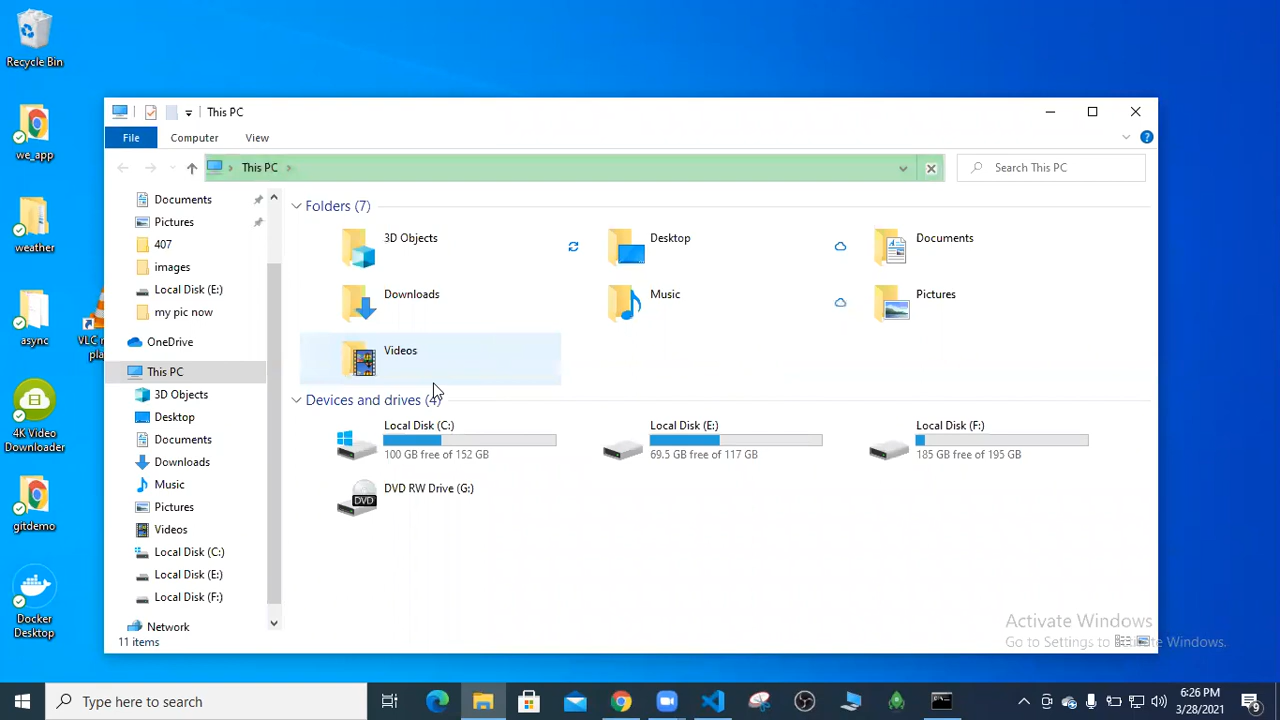 Recycle Bin
we_app
weather
async
VLC
4K Video
Downloader
gitdemo
Docker
Desktop
This PC
File Computer View
This PC
Search This PC
Documents
Pictures
407
images
Local Disk (E:)
my pic now
OneDrive
This PC
3D Objects
Desktop
Documents
Downloads
Music
Pictures
Videos
Local Disk (C:)
Local Disk (E:)
Local Disk (F:)
Network
Folders (7)
3D Objects
Desktop
Documents
Downloads
Music
Pictures
Videos
Devices and drives (4)
Local Disk (C:)
100 GB free of 152 GB
Local Disk (E:)
69.5 GB free of 117 GB
Local Disk (F:)
185 GB free of 195 GB
DVD
DVD RW Drive (G:)
11 items
Activate Windows
Go to Settings to Activate Windows.
Type here to search
6:26 PM
3/28/2021
9